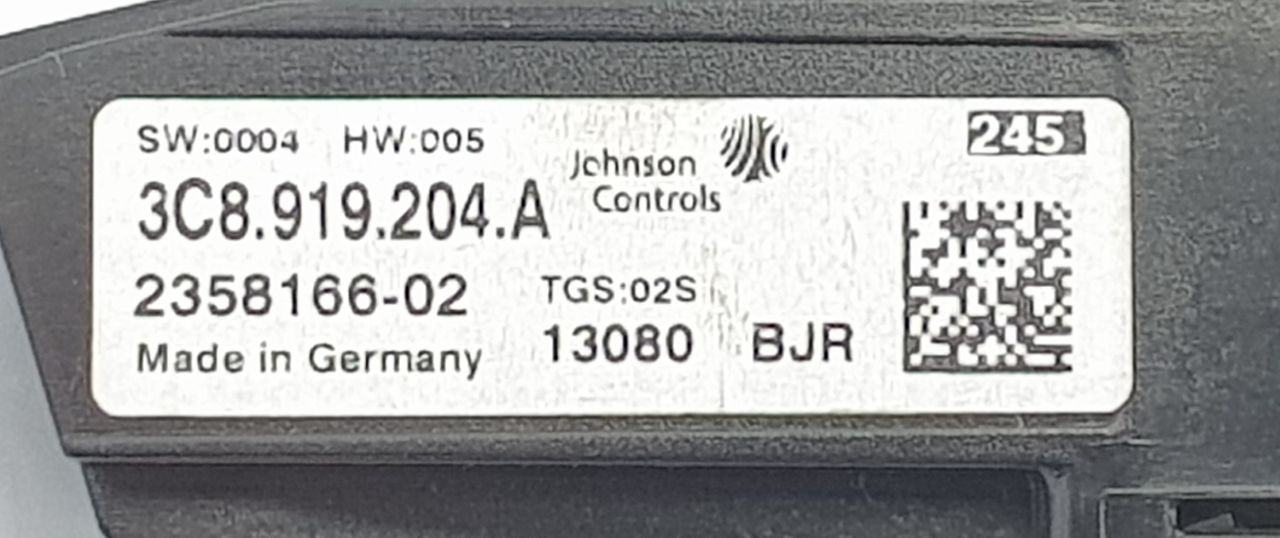 SW:0004 HW:005
Johnson
Controls
245
3C8.919.204.A
2358166-02
TGS:02S
Made in Germany
13080 BJR